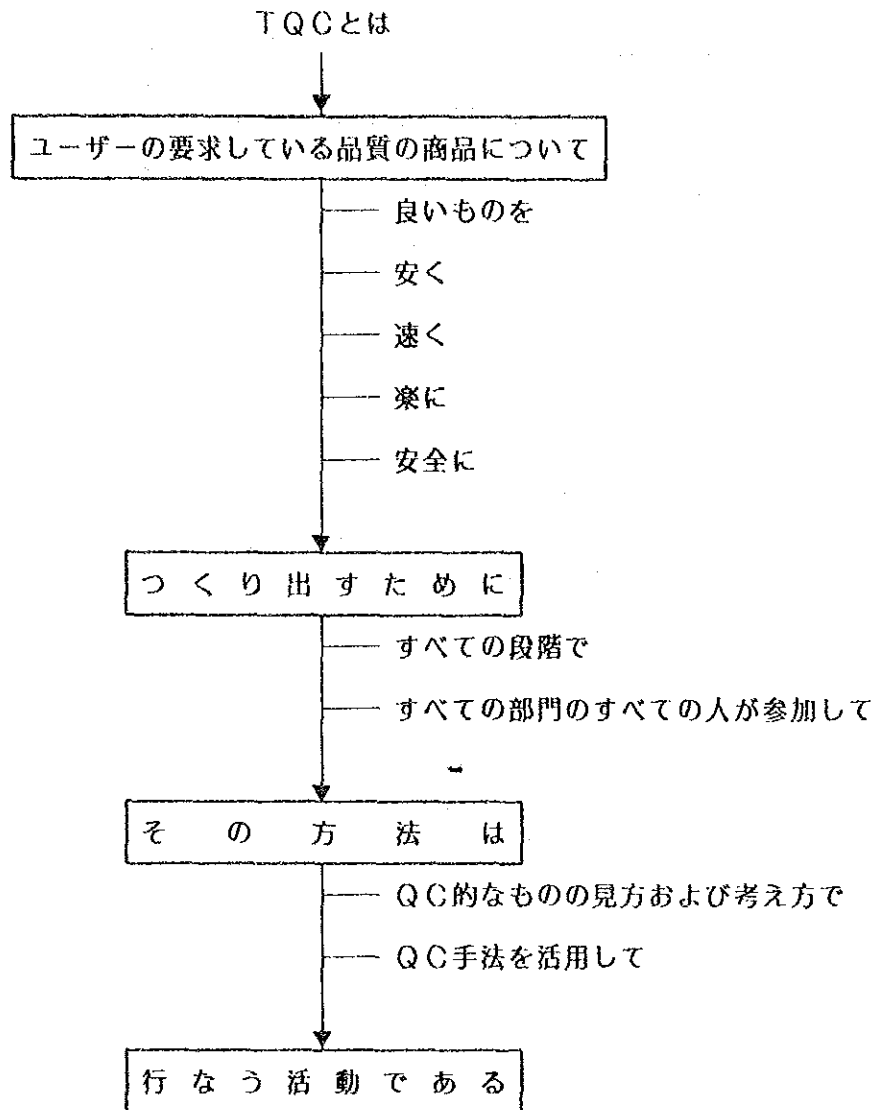 TQCとは
ユーザーの要求している品質の商品について
良いものを
安く
速く
楽に
安全に
つくり出すために
すべての段階で
すべての部門のすべての人が参加して
その方法は
QC的なものの見方および考え方で
QC手法を活用して
行なう活動である